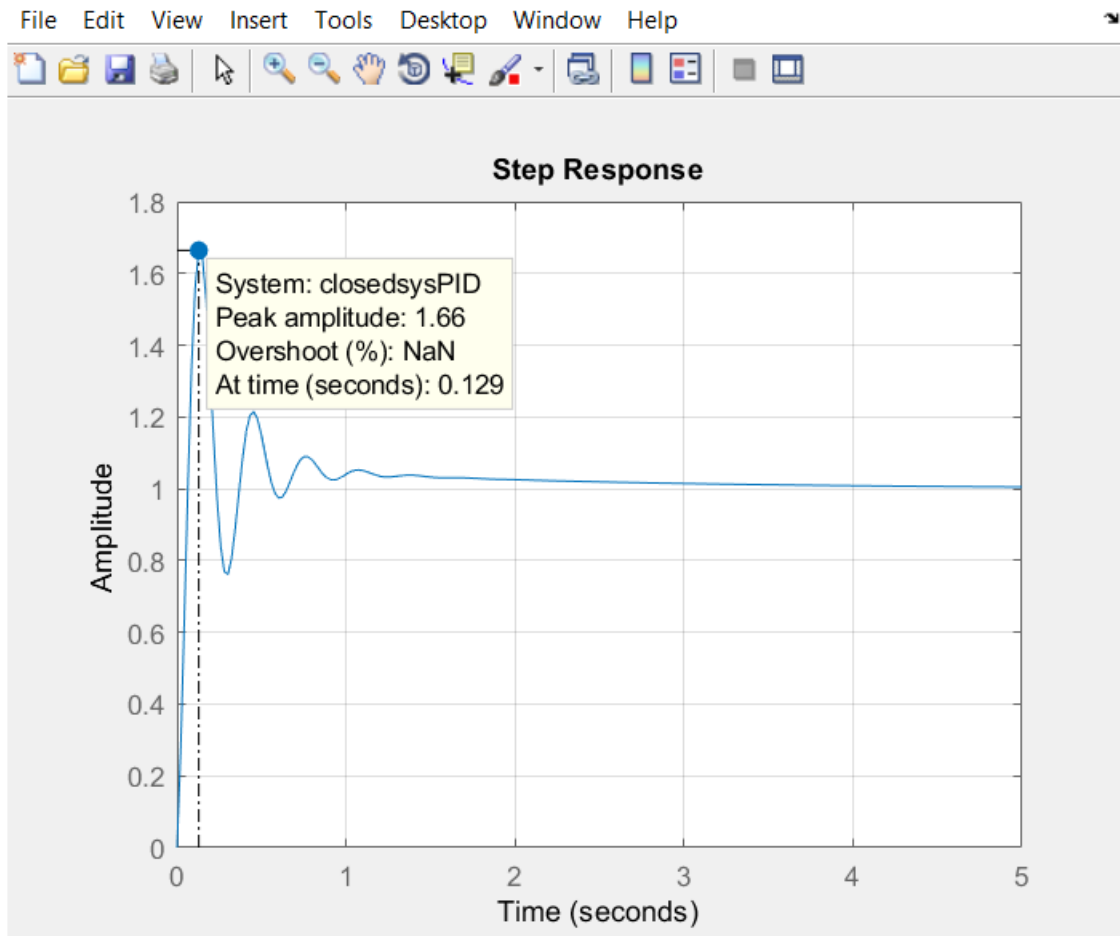 File Edit View Insert Tools Desktop Window Help
Step Response
1.8
1.6
1.4
1.2
1
0.8
0.6
0.4
0.2
0
Amplitude
System: closedsysPID
Peak amplitude: 1.66
Overshoot (%): NaN
At time (seconds): 0.129
0 1 2 3 4 5
Time (seconds)